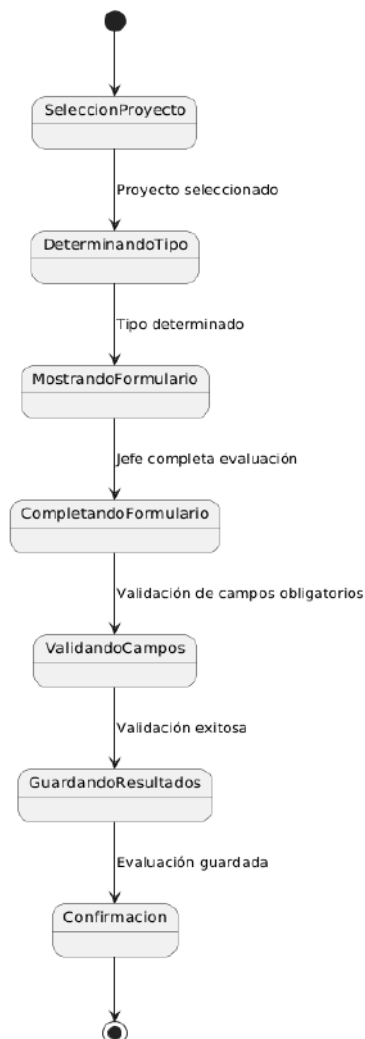 SeleccionProyecto
Proyecto seleccionado
DeterminandoTipo
Tipo determinado
MostrandoFormulario
Jefe completa evaluación
CompletandoFormulario
Validación de campos obligatorios
ValidandoCampos
Validación exitosa
GuardandoResultados
Evaluación guardada
Confirmacion